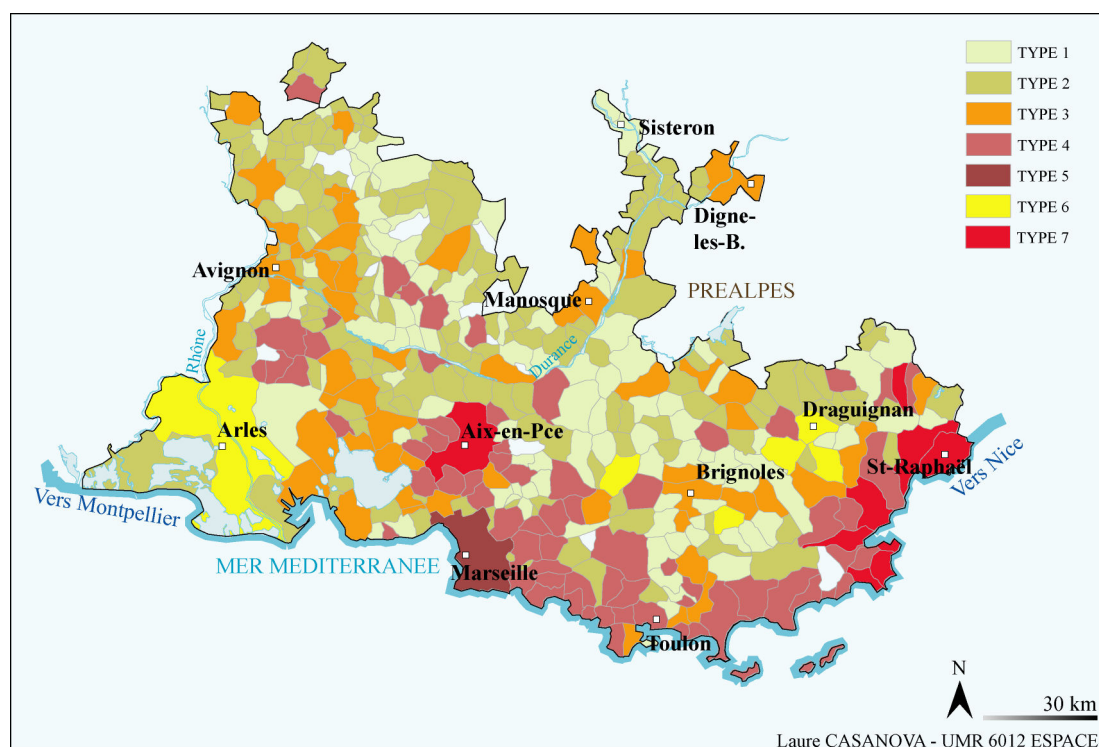 TYPE 1
TYPE 2
TYPE 3
TYPE 4
TYPE 5
TYPE 6
TYPE 7
Sisteron
Digne-
les-B.
Avignon
Manosque
PREALPES
Rhône
Durance
Draguignan
Arles
Aix-en-Pce
St-Raphaël
Brignoles
Vers Nice
Vers Montpellier
MER MEDITERRANEE
Marseille
Toulon
N
30 km
Laure CASANOVA - UMR 6012 ESPACE